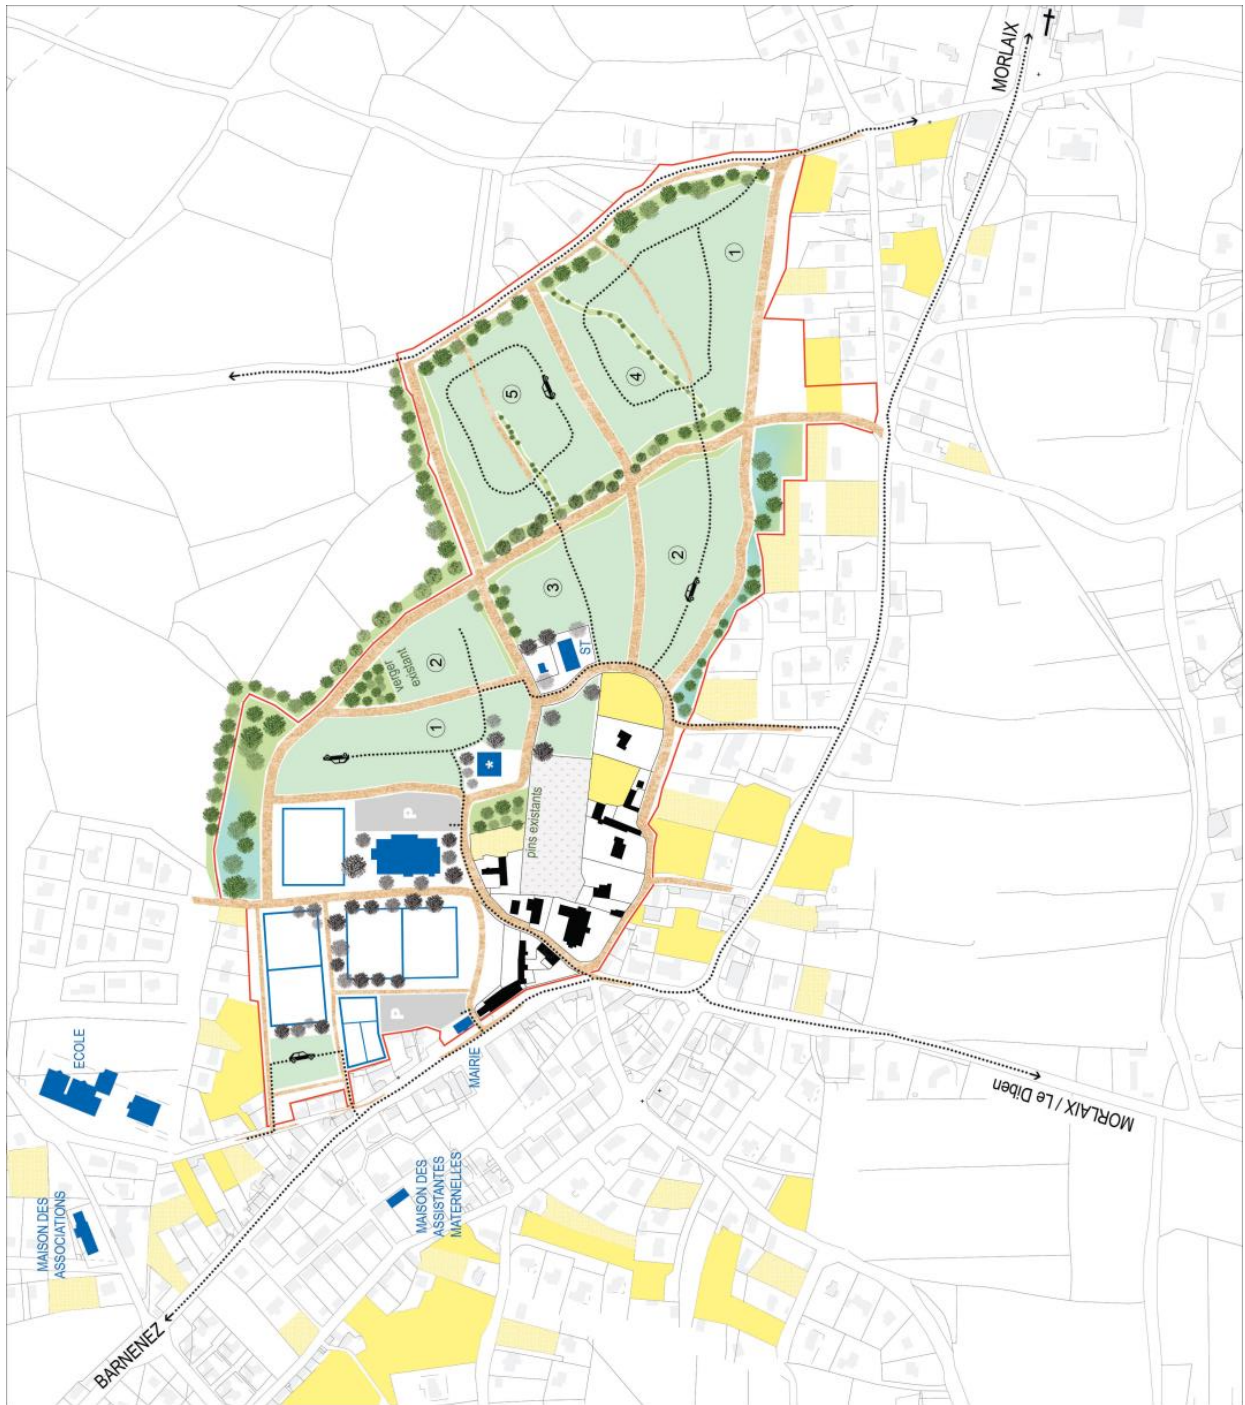 MORLAIX
1
4
5
2
3
ST
verger
existant
2
1
*
P
pins existants
P
MAIRIE
ECOLE
MAISON DES
ASSOCIATIONS
MAISON DES
ASSISTANTES
MATERNELLES
MORLAIX / Le Diben
BARNENEZ